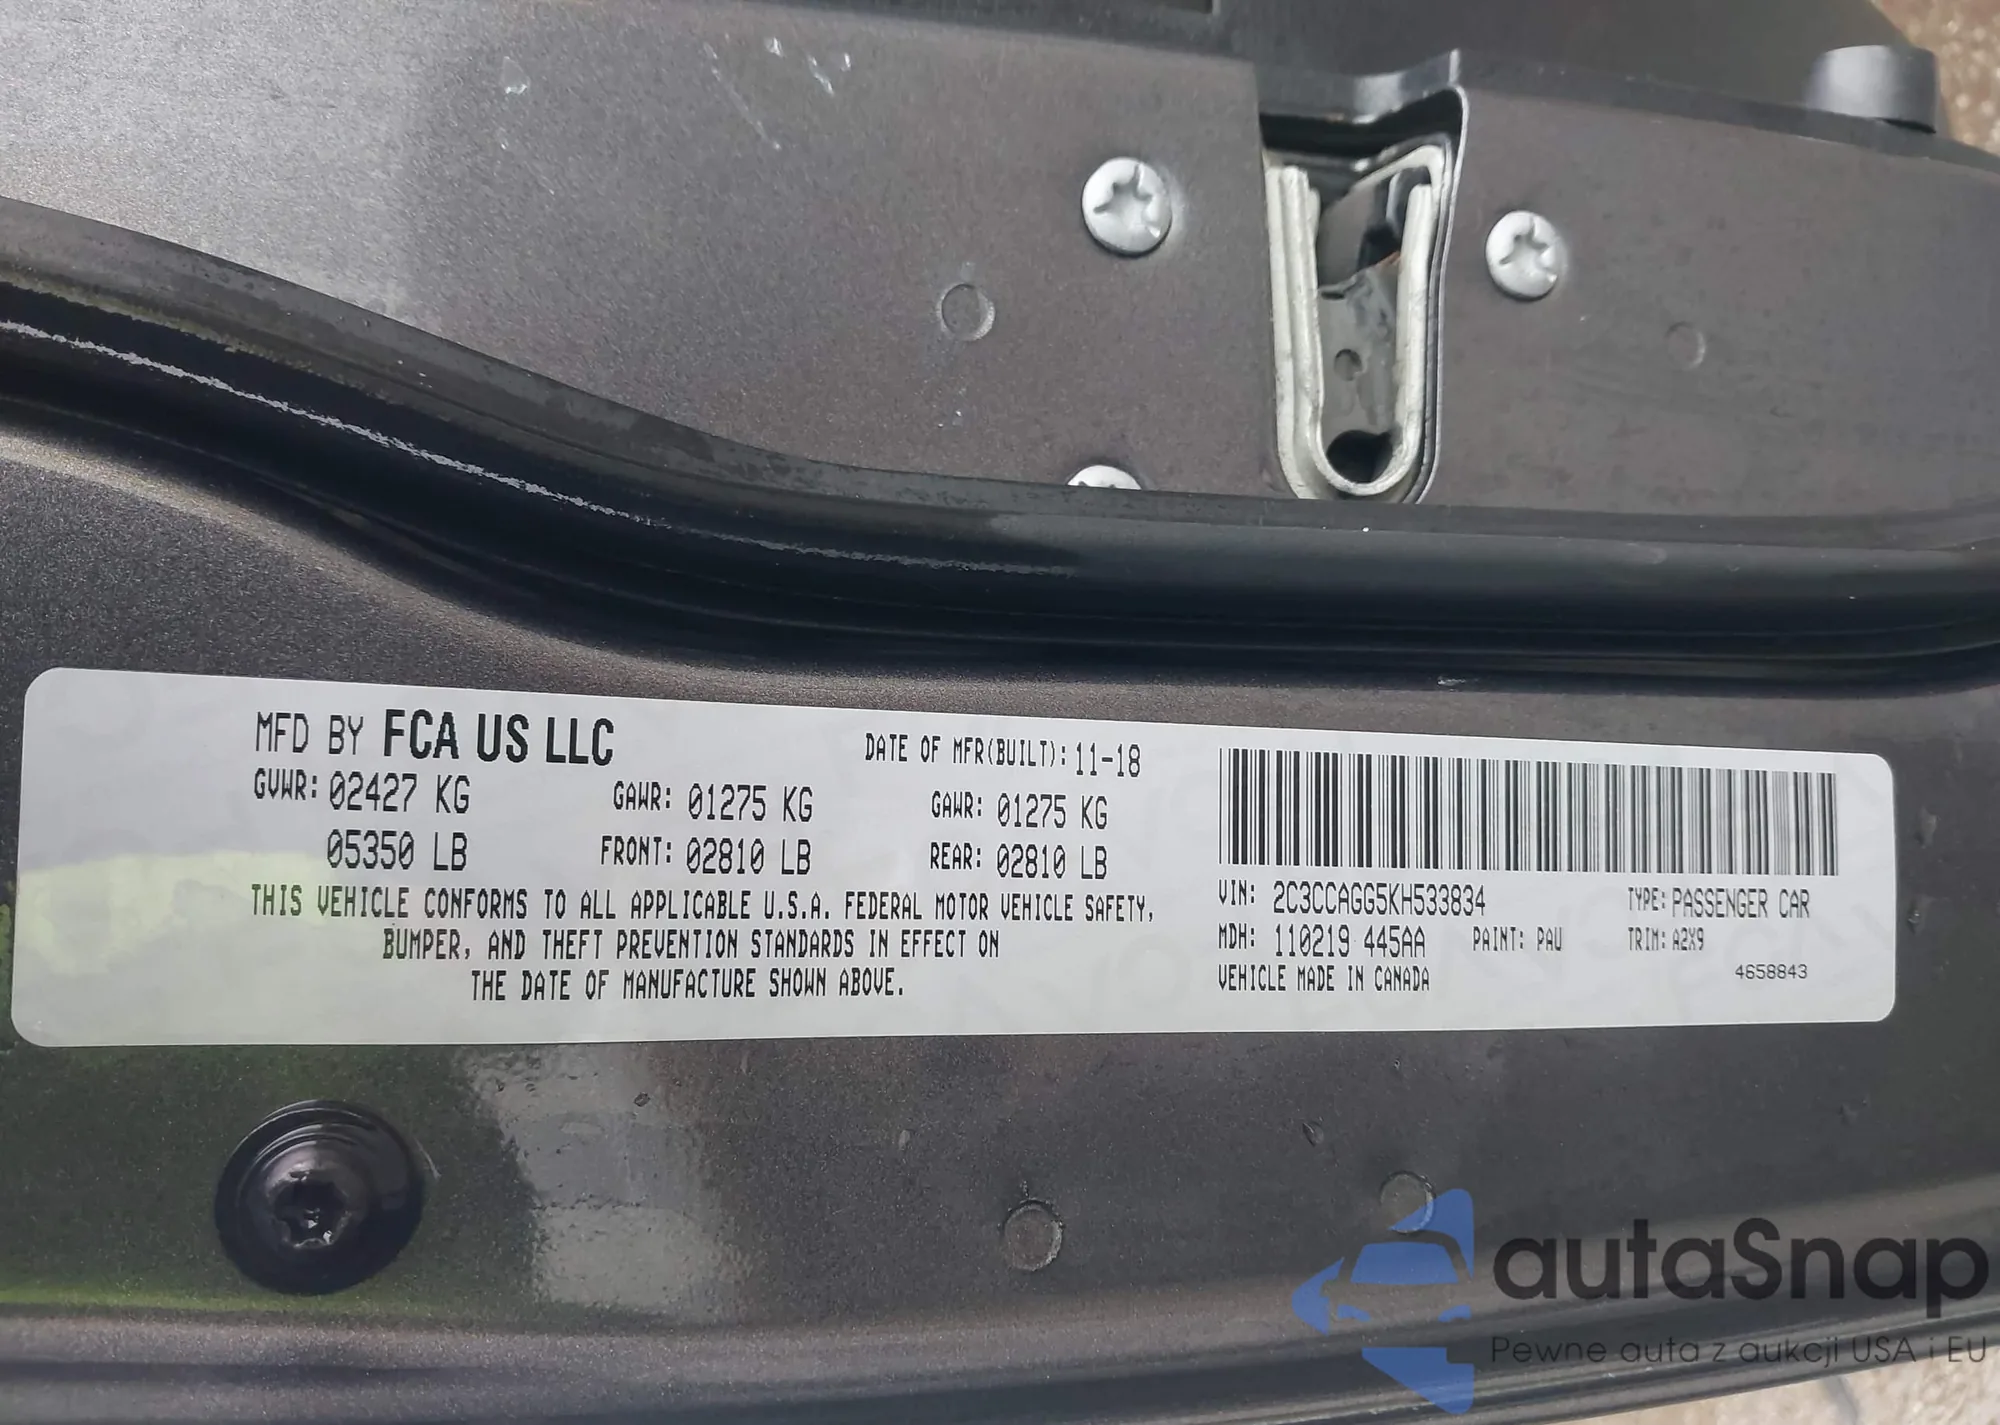 MFD BY FCA US LLC
DATE OF MFR(BUILT): 11-18
GVWR: 02427 KG
GAWR: 01275 KG
GAWR: 01275 KG
05350 LB
FRONT: 02810 LB
REAR: 02810 LB
THIS VEHICLE CONFORMS TO ALL APPLICABLE U.S.A. FEDERAL MOTOR VEHICLE SAFETY,
BUMPER, AND THEFT PREVENTION STANDARDS IN EFFECT ON
THE DATE OF MANUFACTURE SHOWN ABOVE.
VIN: 2C3CCAGG5KH533834
TYPE: PASSENGER CAR
MDH: 110219 445AA
PAINT: PAU
TRIM: A2X9
VEHICLE MADE IN CANADA
4658843
autaSnap
Pewne auta z aukcji USA i EU